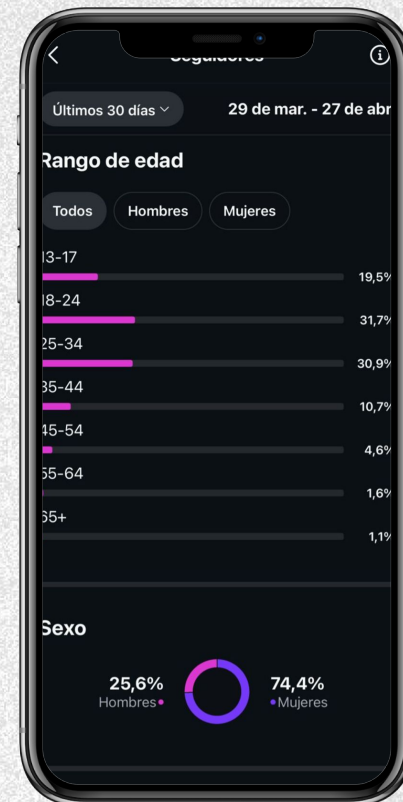 Últimos 30 días
29 de mar. - 27 de abr
Rango de edad
Todos Hombres Mujeres
13-17
19,5%
18-24
31,7%
25-34
30,9%
35-44
10,7%
45-54
4,6%
55-64
1,6%
65+
1,1%
Sexo
25,6%
Hombres
74,4%
Mujeres